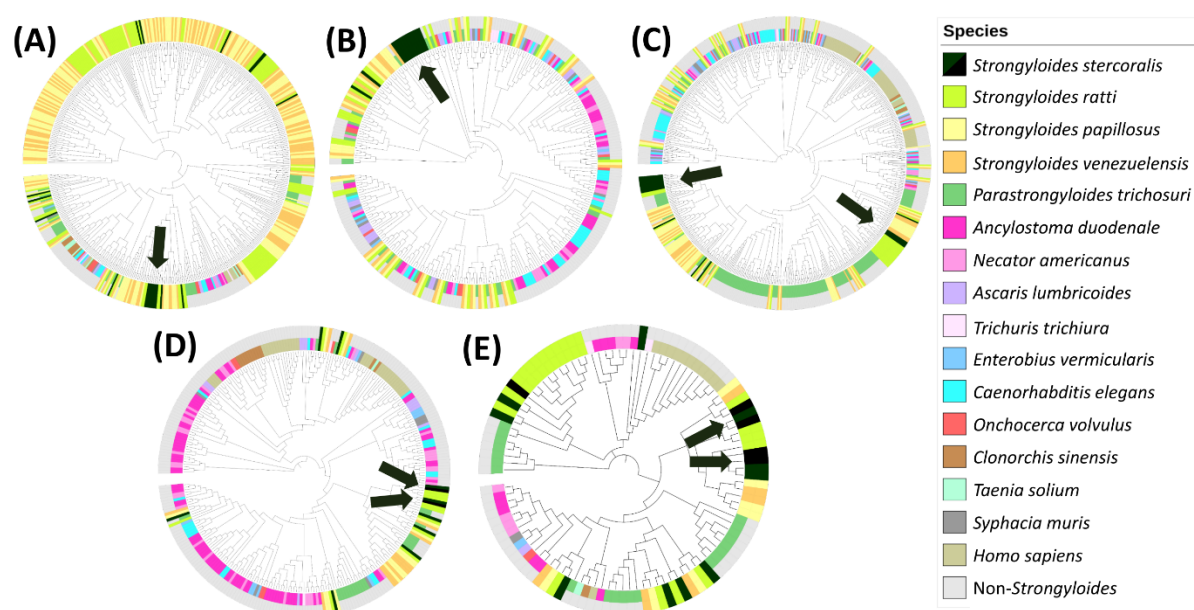 (A)
(B)
(C)
(D)
(E)
Species
Strongyloides stercoralis
Strongyloides ratti
Strongyloides papillosus
Strongyloides venezuelensis
Parastrongyloides trichosuri
Ancylostoma duodenale
Necator americanus
Ascaris lumbricoides
Trichuris trichiura
Enterobius vermicularis
Caenorhabditis elegans
Onchocerca volvulus
Clonorchis sinensis
Taenia solium
Syphacia muris
Homo sapiens
Non-Strongyloides